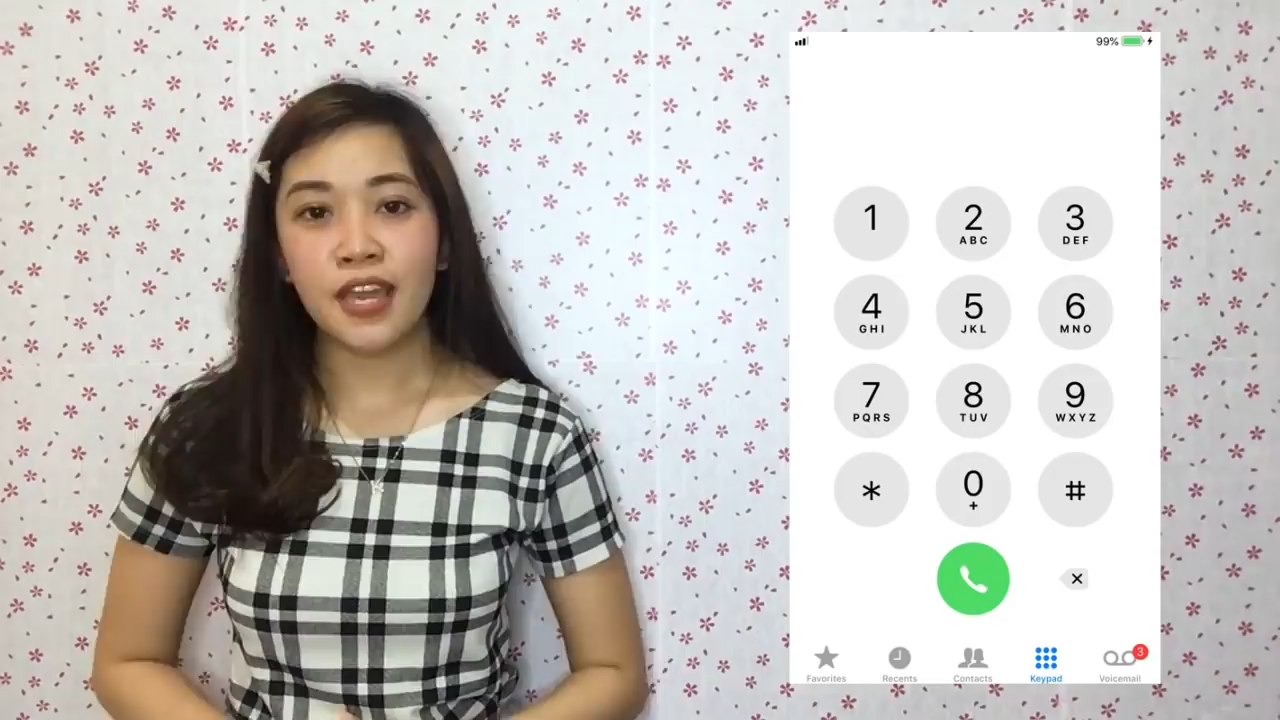 99%
1 2 3
ABC DEF
4 5 6
GHI JKL MNO
7 8 9
PQRS TUV WXYZ
* 0 #
+
Favorites Recents Contacts Keypad Voicemail
3